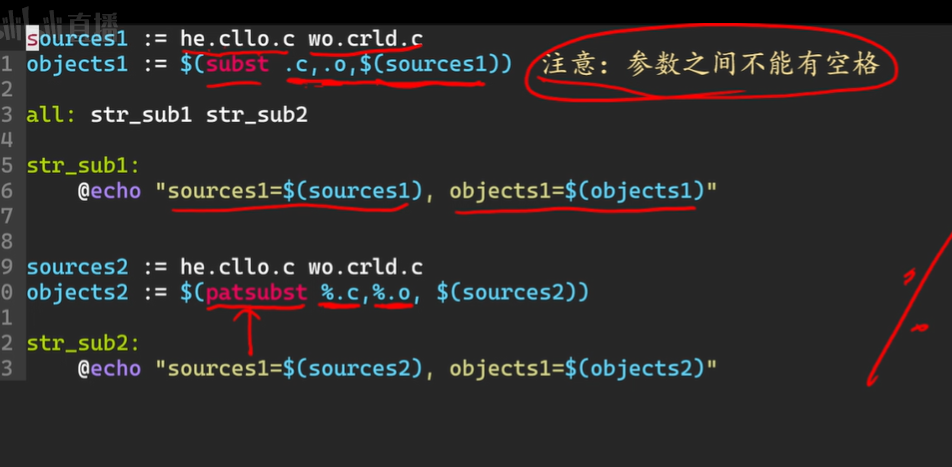 直播
sources1 := he.cllo.c wo.crld.c
1 objects1 := $(subst .c,.o,$(sources1)) 注意：参数之间不能有空格
2
3 all: str_sub1 str_sub2
4
5 str_sub1:
6     @echo "sources1=$(sources1), objects1=$(objects1)"
7
8
9 sources2 := he.cllo.c wo.crld.c
0 objects2 := $(patsubst %.c,%.o, $(sources2))
1
2 str_sub2:
3     @echo "sources1=$(sources2), objects1=$(objects2)"